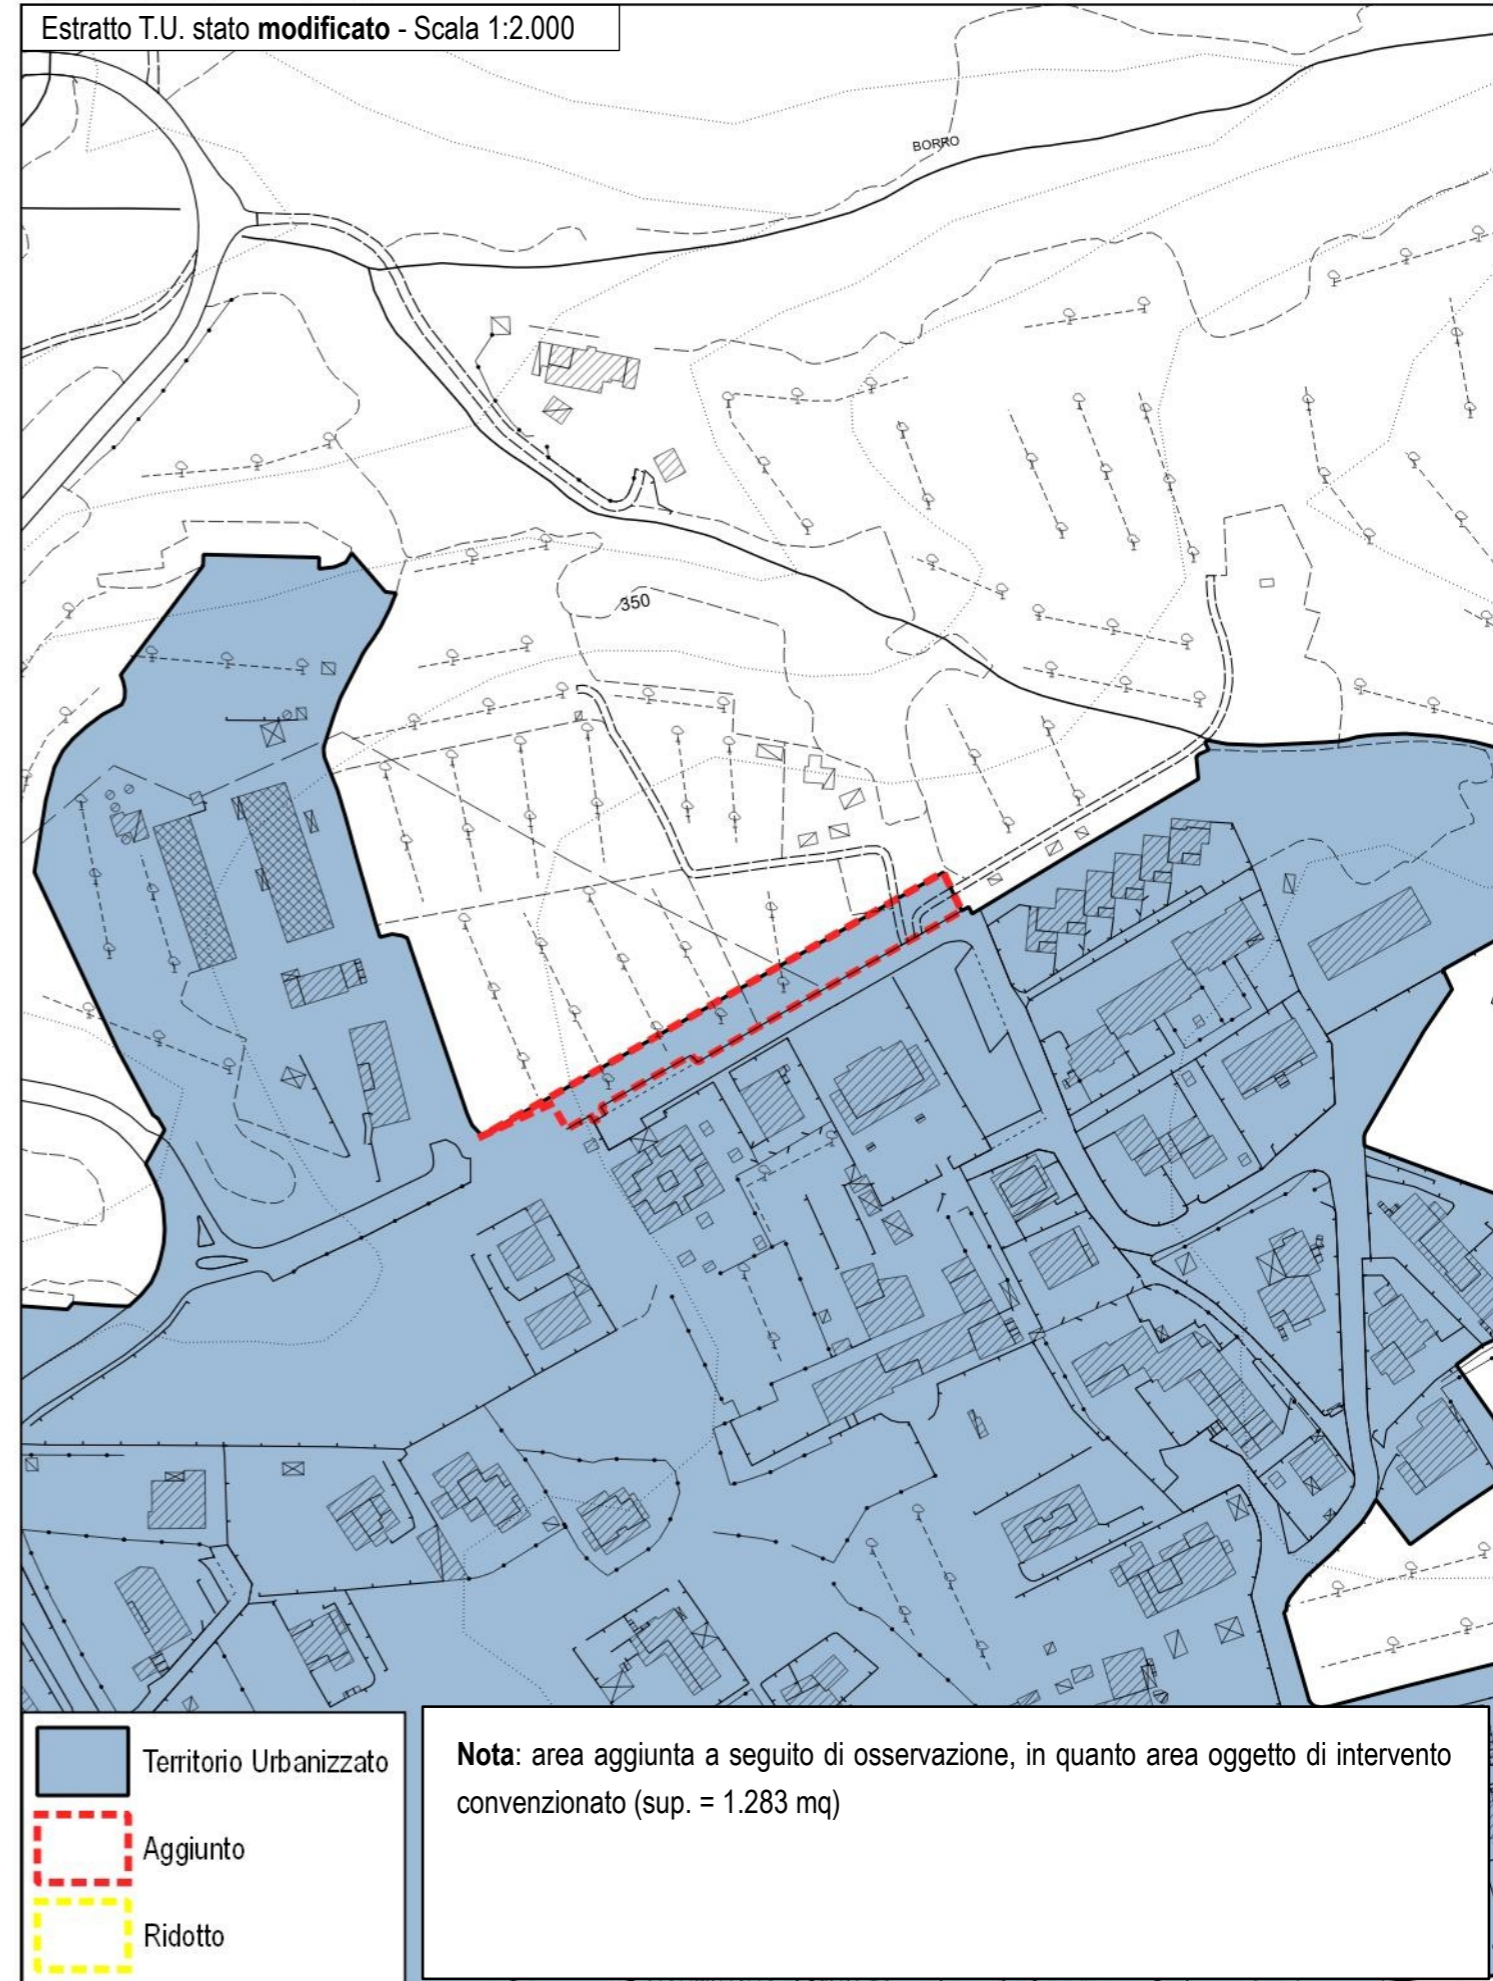 Estratto T.U. stato modificato - Scala 1:2.000
BORRO
350
Territorio Urbanizzato
Aggiunto
Ridotto
Nota: area aggiunta a seguito di osservazione, in quanto area oggetto di intervento
convenzionato (sup. = 1.283 mq)